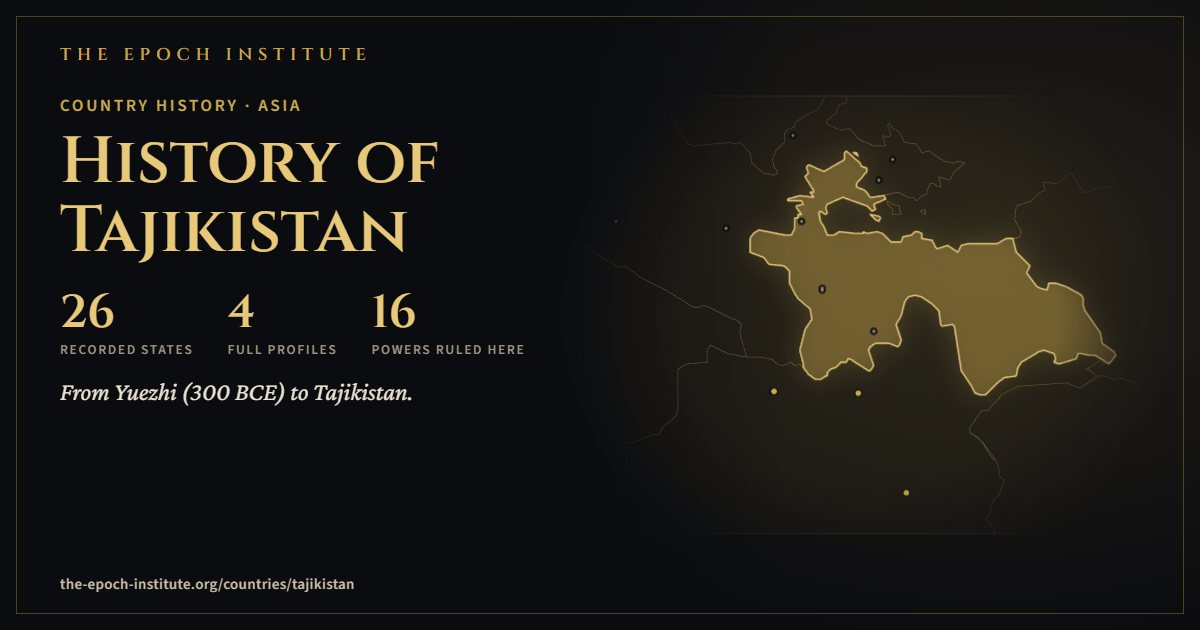 THE EPOCH INSTITUTE
COUNTRY HISTORY · ASIA
History of
Tajikistan
26
4
16
RECORDED STATES
FULL PROFILES
POWERS RULED HERE
From Yuezhi (300 BCE) to Tajikistan.
the-epoch-institute.org/countries/tajikistan